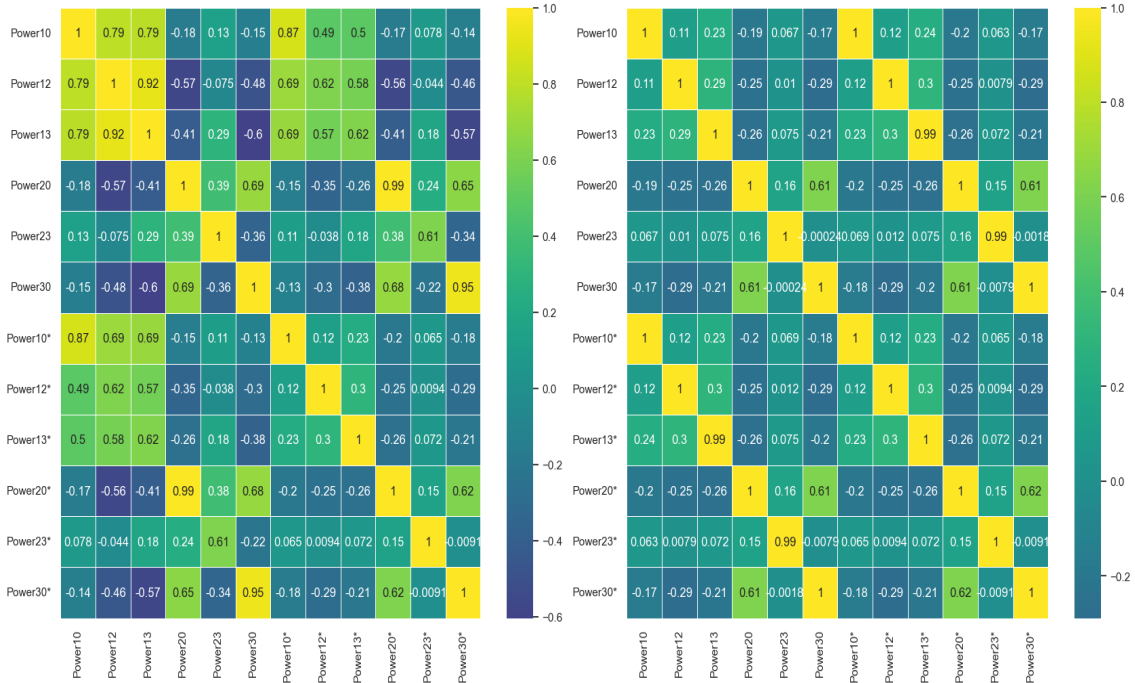 Power10 1 0.79 0.79 -0.18 0.13 -0.15 0.87 0.49 0.5 -0.17 0.078 -0.14
Power12 0.79 1 0.92 -0.57 -0.075 -0.48 0.69 0.62 0.58 -0.56 -0.044 -0.46
Power13 0.79 0.92 1 -0.41 0.29 -0.6 0.69 0.57 0.62 -0.41 0.18 -0.57
Power20 -0.18 -0.57 -0.41 1 0.39 0.69 -0.15 -0.35 -0.26 0.99 0.24 0.65
Power23 0.13 -0.075 0.29 0.39 1 -0.36 0.11 -0.038 0.18 0.38 0.61 -0.34
Power30 -0.15 -0.48 -0.6 0.69 -0.36 1 -0.13 -0.3 -0.38 0.68 -0.22 0.95
Power10* 0.87 0.69 0.69 -0.15 0.11 -0.13 1 0.12 0.23 -0.2 0.065 -0.18
Power12* 0.49 0.62 0.57 -0.35 -0.038 -0.3 0.12 1 0.3 -0.25 0.0094 -0.29
Power13* 0.5 0.58 0.62 -0.26 0.18 -0.38 0.23 0.3 1 -0.26 0.072 -0.21
Power20* -0.17 -0.56 -0.41 0.99 0.38 0.68 -0.2 -0.25 -0.26 1 0.15 0.62
Power23* 0.078 -0.044 0.18 0.24 0.61 -0.22 0.065 0.0094 0.072 0.15 1 -0.0091
Power30* -0.14 -0.46 -0.57 0.65 -0.34 0.95 -0.18 -0.29 -0.21 0.62 -0.0091 1
Power10 Power12 Power13 Power20 Power23 Power30 Power10* Power12* Power13* Power20* Power23* Power30*
1.0
0.8
0.6
0.4
0.2
0.0
−0.2
−0.4
−0.6
Power10 1 0.11 0.23 -0.19 0.067 -0.17 1 0.12 0.24 -0.2 0.063 -0.17
Power12 0.11 1 0.29 -0.25 0.01 -0.29 0.12 1 0.3 -0.25 0.0079 -0.29
Power13 0.23 0.29 1 -0.26 0.075 -0.21 0.23 0.3 0.99 -0.26 0.072 -0.21
Power20 -0.19 -0.25 -0.26 1 0.16 0.61 -0.2 -0.25 -0.26 1 0.15 0.61
Power23 0.067 0.01 0.075 0.16 1 -0.00024 0.069 0.012 0.075 0.16 0.99 -0.0018
Power30 -0.17 -0.29 -0.21 0.61 -0.00024 1 -0.18 -0.29 -0.2 0.61 -0.0079 1
Power10* 1 0.12 0.23 -0.2 0.069 -0.18 1 0.12 0.23 -0.2 0.065 -0.18
Power12* 0.12 1 0.3 -0.25 0.012 -0.29 0.12 1 0.3 -0.25 0.0094 -0.29
Power13* 0.24 0.3 0.99 -0.26 0.075 -0.2 0.23 0.3 1 -0.26 0.072 -0.21
Power20* -0.2 -0.25 -0.26 1 0.16 0.61 -0.2 -0.25 -0.26 1 0.15 0.62
Power23* 0.063 0.0079 0.072 0.15 0.99 -0.0079 0.065 0.0094 0.072 0.15 1 -0.0091
Power30* -0.17 -0.29 -0.21 0.61 -0.0018 1 -0.18 -0.29 -0.21 0.62 -0.0091 1
Power10 Power12 Power13 Power20 Power23 Power30 Power10* Power12* Power13* Power20* Power23* Power30*
1.0
0.8
0.6
0.4
0.2
0.0
−0.2